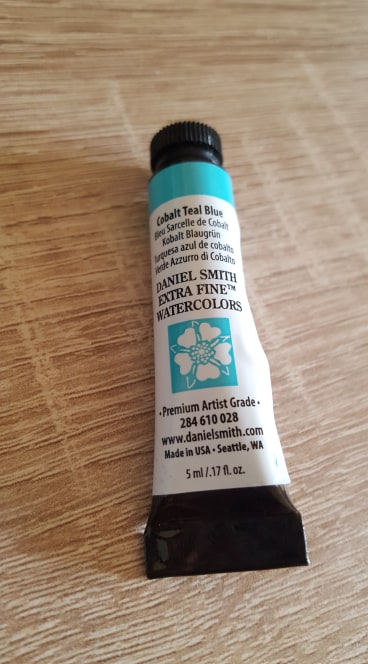 Cobalt Teal Blue
Bleu Sarcelle de Cobalt
Kobalt Blaugrün
Turquesa azul de cobalto
Verde Azzurro di Cobalto
DANIEL SMITH
EXTRA FINE™
WATERCOLORS
• Premium Artist Grade •
284 610 028
www.danielsmith.com
Made in USA • Seattle, WA
5 ml /.17 fl. oz.